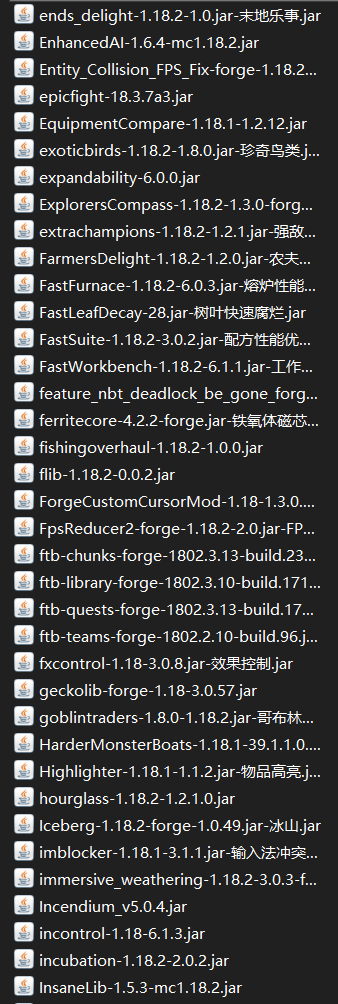 ends_delight-1.18.2-1.0.jar-末地乐事.jar
EnhancedAI-1.6.4-mc1.18.2.jar
Entity_Collision_FPS_Fix-forge-1.18.2...
epicfight-18.3.7a3.jar
EquipmentCompare-1.18.1-1.2.12.jar
exoticbirds-1.18.2-1.8.0.jar-珍奇鸟类.j...
expandability-6.0.0.jar
ExplorersCompass-1.18.2-1.3.0-forg...
extrachampions-1.18.2-1.2.1.jar-强敌...
FarmersDelight-1.18.2-1.2.0.jar-农夫...
FastFurnace-1.18.2-6.0.3.jar-熔炉性能...
FastLeafDecay-28.jar-树叶快速腐烂.jar
FastSuite-1.18.2-3.0.2.jar-配方性能优...
FastWorkbench-1.18.2-6.1.1.jar-工作...
feature_nbt_deadlock_be_gone_forg...
ferritecore-4.2.2-forge.jar-铁氧体磁芯...
fishingoverhaul-1.18.2-1.0.0.jar
flib-1.18.2-0.0.2.jar
ForgeCustomCursorMod-1.18-1.3.0....
FpsReducer2-forge-1.18.2-2.0.jar-FP...
ftb-chunks-forge-1802.3.13-build.23...
ftb-library-forge-1802.3.10-build.171...
ftb-quests-forge-1802.3.13-build.17...
ftb-teams-forge-1802.2.10-build.96.j...
fxcontrol-1.18-3.0.8.jar-效果控制.jar
geckolib-forge-1.18-3.0.57.jar
goblintraders-1.8.0-1.18.2.jar-哥布林...
HarderMonsterBoats-1.18.1-39.1.1.0....
Highlighter-1.18.1-1.1.2.jar-物品高亮.j...
hourglass-1.18.2-1.2.1.0.jar
Iceberg-1.18.2-forge-1.0.49.jar-冰山.jar
imblocker-1.18.1-3.1.1.jar-输入法冲突...
immersive_weathering-1.18.2-3.0.3-f...
Incendium_v5.0.4.jar
incontrol-1.18-6.1.3.jar
incubation-1.18.2-2.0.2.jar
InsaneLib-1.5.3-mc1.18.2.jar